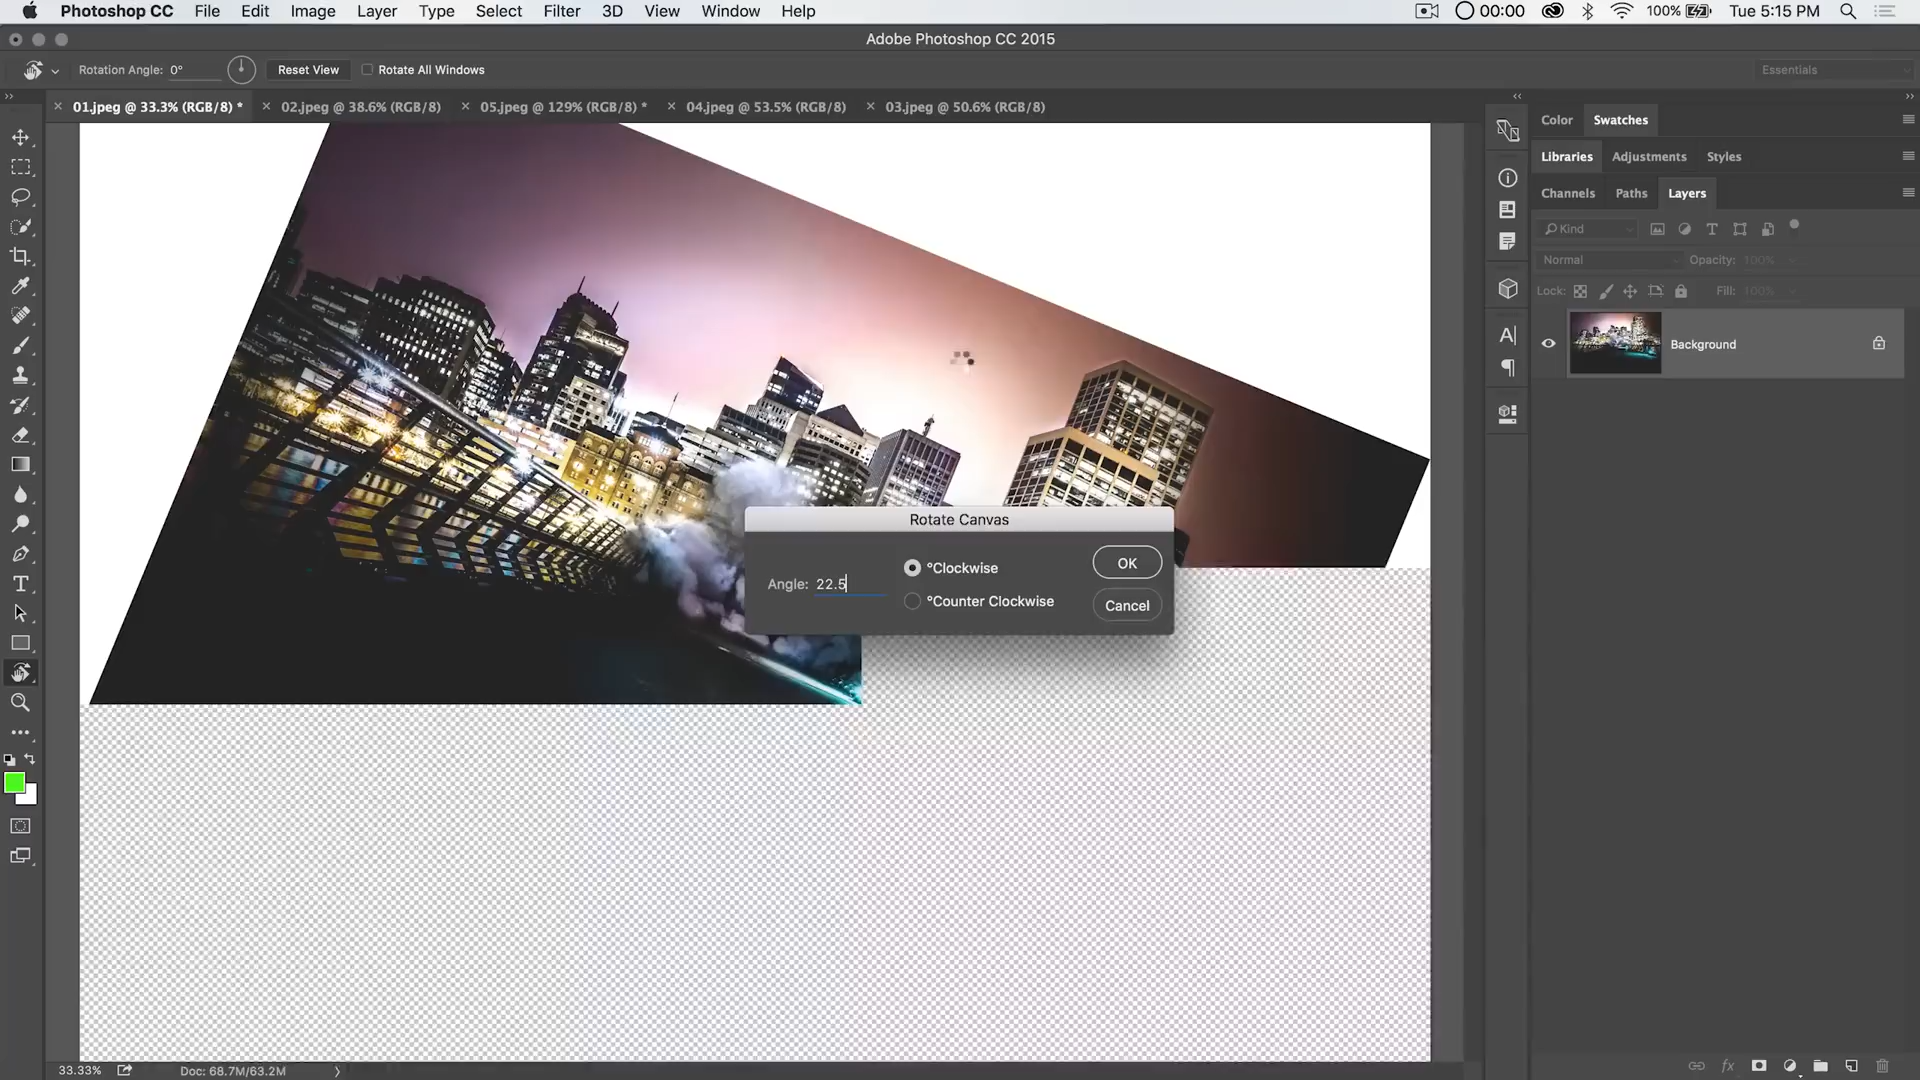 Photoshop CC File Edit Image Layer Type Select Filter 3D View Window Help 00:00 100% Tue 5:15 PM
Adobe Photoshop CC 2015
Rotation Angle: 0° Reset View Rotate All Windows Essentials
01.jpeg @ 33.3% (RGB/8) * 02.jpeg @ 38.6% (RGB/8) 05.jpeg @ 129% (RGB/8) * 04.jpeg @ 53.5% (RGB/8) 03.jpeg @ 50.6% (RGB/8)
Color Swatches
Libraries Adjustments Styles
Channels Paths Layers
Kind
Normal Opacity: 100%
Lock: Fill: 100%
Background
Rotate Canvas
°Clockwise OK
Angle: 22.5
°Counter Clockwise Cancel
33.33% Doc: 68.7M/63.2M